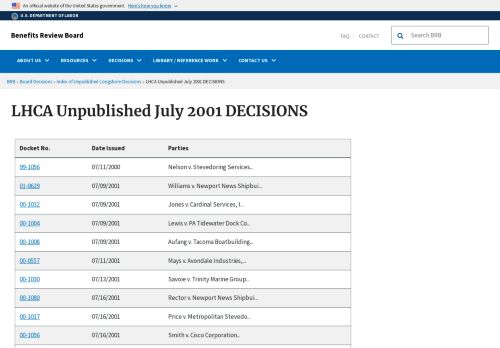 An official website of the United States government. Here's how you know
U.S. DEPARTMENT OF LABOR
Benefits Review Board
FAQ CONTACT
Search BRB
ABOUT US RESOURCES DECISIONS LIBRARY / REFERENCE WORK CONTACT US
BRB › Board Decisions › Index of Unpublished Longshore Decisions › LHCA Unpublished July 2001 DECISIONS
LHCA Unpublished July 2001 DECISIONS
Docket No. Date Issued Parties
99-1056 07/11/2000 Nelson v. Stevedoring Services...
01-0629 07/09/2001 Williams v. Newport News Shipbui...
00-1032 07/09/2001 Jones v. Cardinal Services, I...
00-1004 07/09/2001 Lewis v. PA Tidewater Dock Co...
00-1008 07/09/2001 Aufang v. Tacoma Boatbuilding...
00-0557 07/11/2001 Mays v. Avondale Industries,...
00-1030 07/13/2001 Savoie v. Trinity Marine Group...
00-1080 07/16/2001 Rector v. Newport News Shipbui...
00-1017 07/16/2001 Price v. Metropolitan Stevedo...
00-1056 07/16/2001 Smith v. Cisco Corporation...